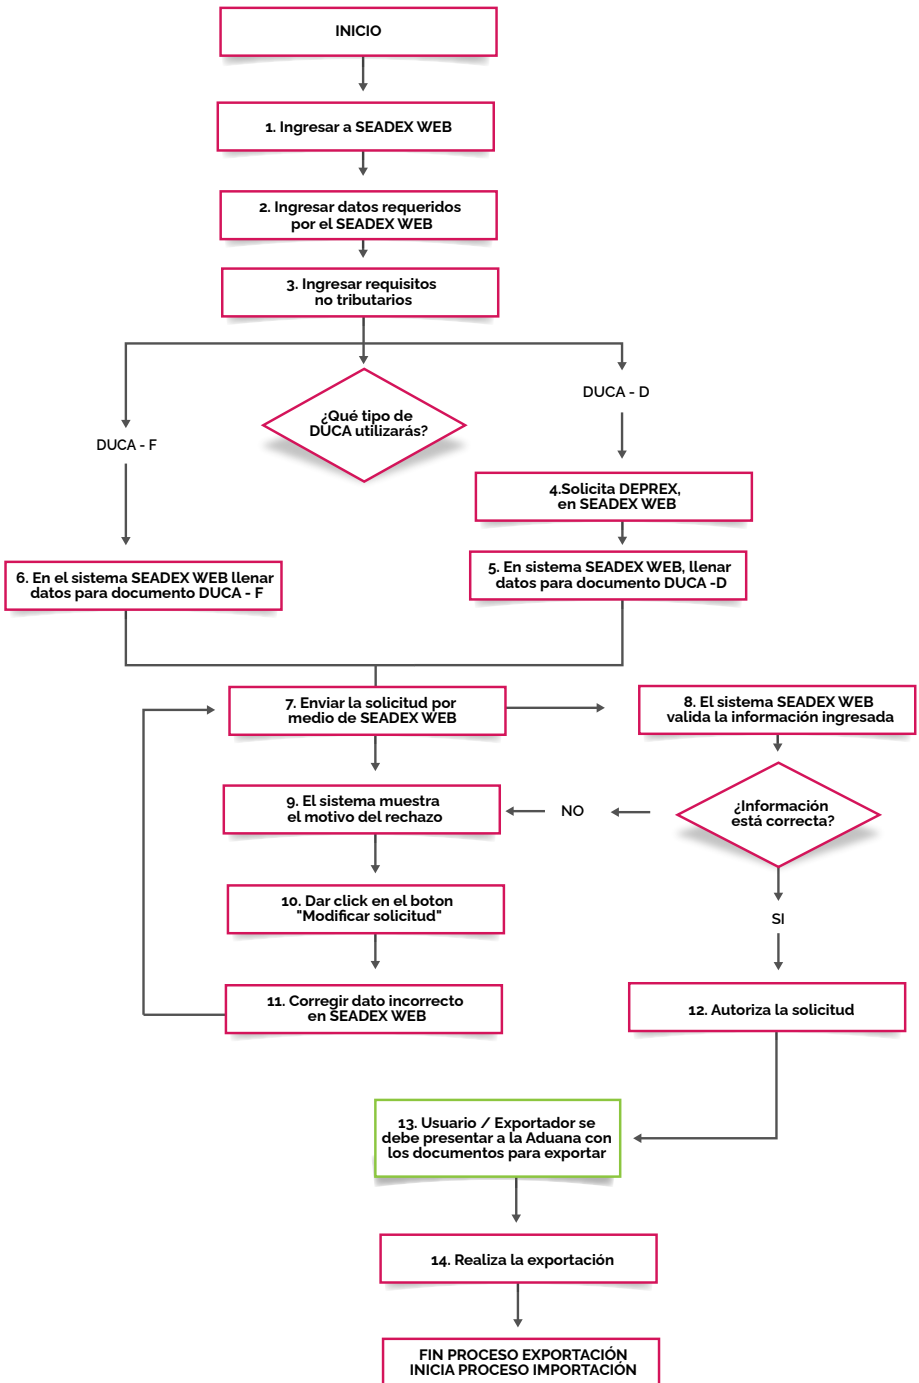 INICIO
1. Ingresar a SEADEX WEB
2. Ingresar datos requeridos
por el SEADEX WEB
3. Ingresar requisitos
no tributarios
¿Qué tipo de
DUCA utilizarás?
DUCA - D
DUCA - F
4.Solicita DEPREX,
en SEADEX WEB
5. En sistema SEADEX WEB, llenar
datos para documento DUCA -D
6. En el sistema SEADEX WEB llenar
datos para documento DUCA - F
7. Enviar la solicitud por
medio de SEADEX WEB
8. El sistema SEADEX WEB
valida la información ingresada
¿Información
está correcta?
NO
9. El sistema muestra
el motivo del rechazo
10. Dar click en el boton
"Modificar solicitud"
11. Corregir dato incorrecto
en SEADEX WEB
SI
12. Autoriza la solicitud
13. Usuario / Exportador se
debe presentar a la Aduana con
los documentos para exportar
14. Realiza la exportación
FIN PROCESO EXPORTACIÓN
INICIA PROCESO IMPORTACIÓN